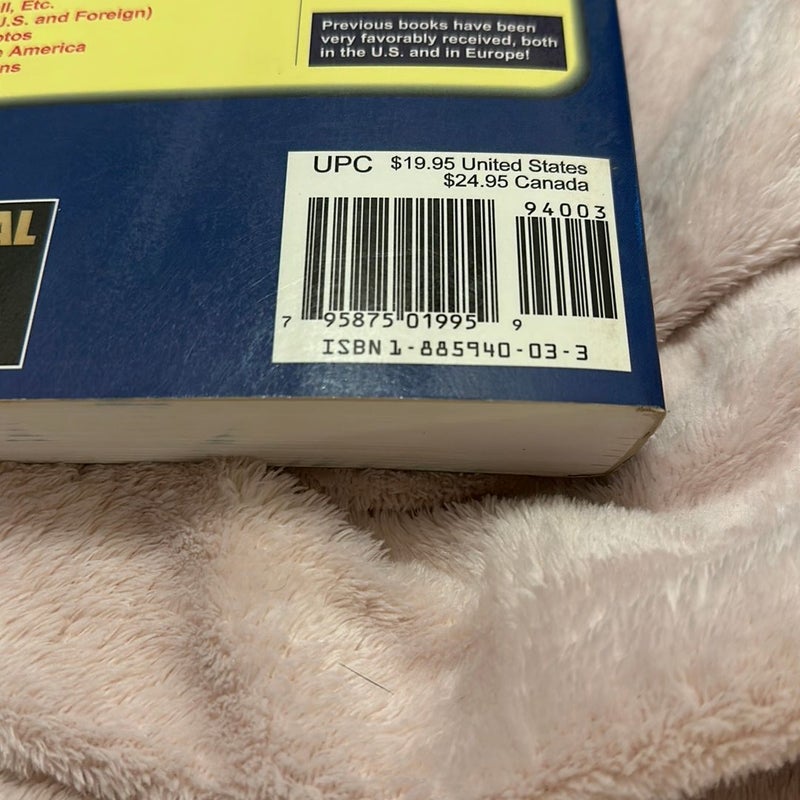 ll, Etc.
U.S. and Foreign)
otos
e America
ns
Previous books have been
very favorably received, both
in the U.S. and in Europe!
AL
UPC $19.95 United States
$24.95 Canada
94003
7 95875 01995 9
ISBN 1-885940-03-3